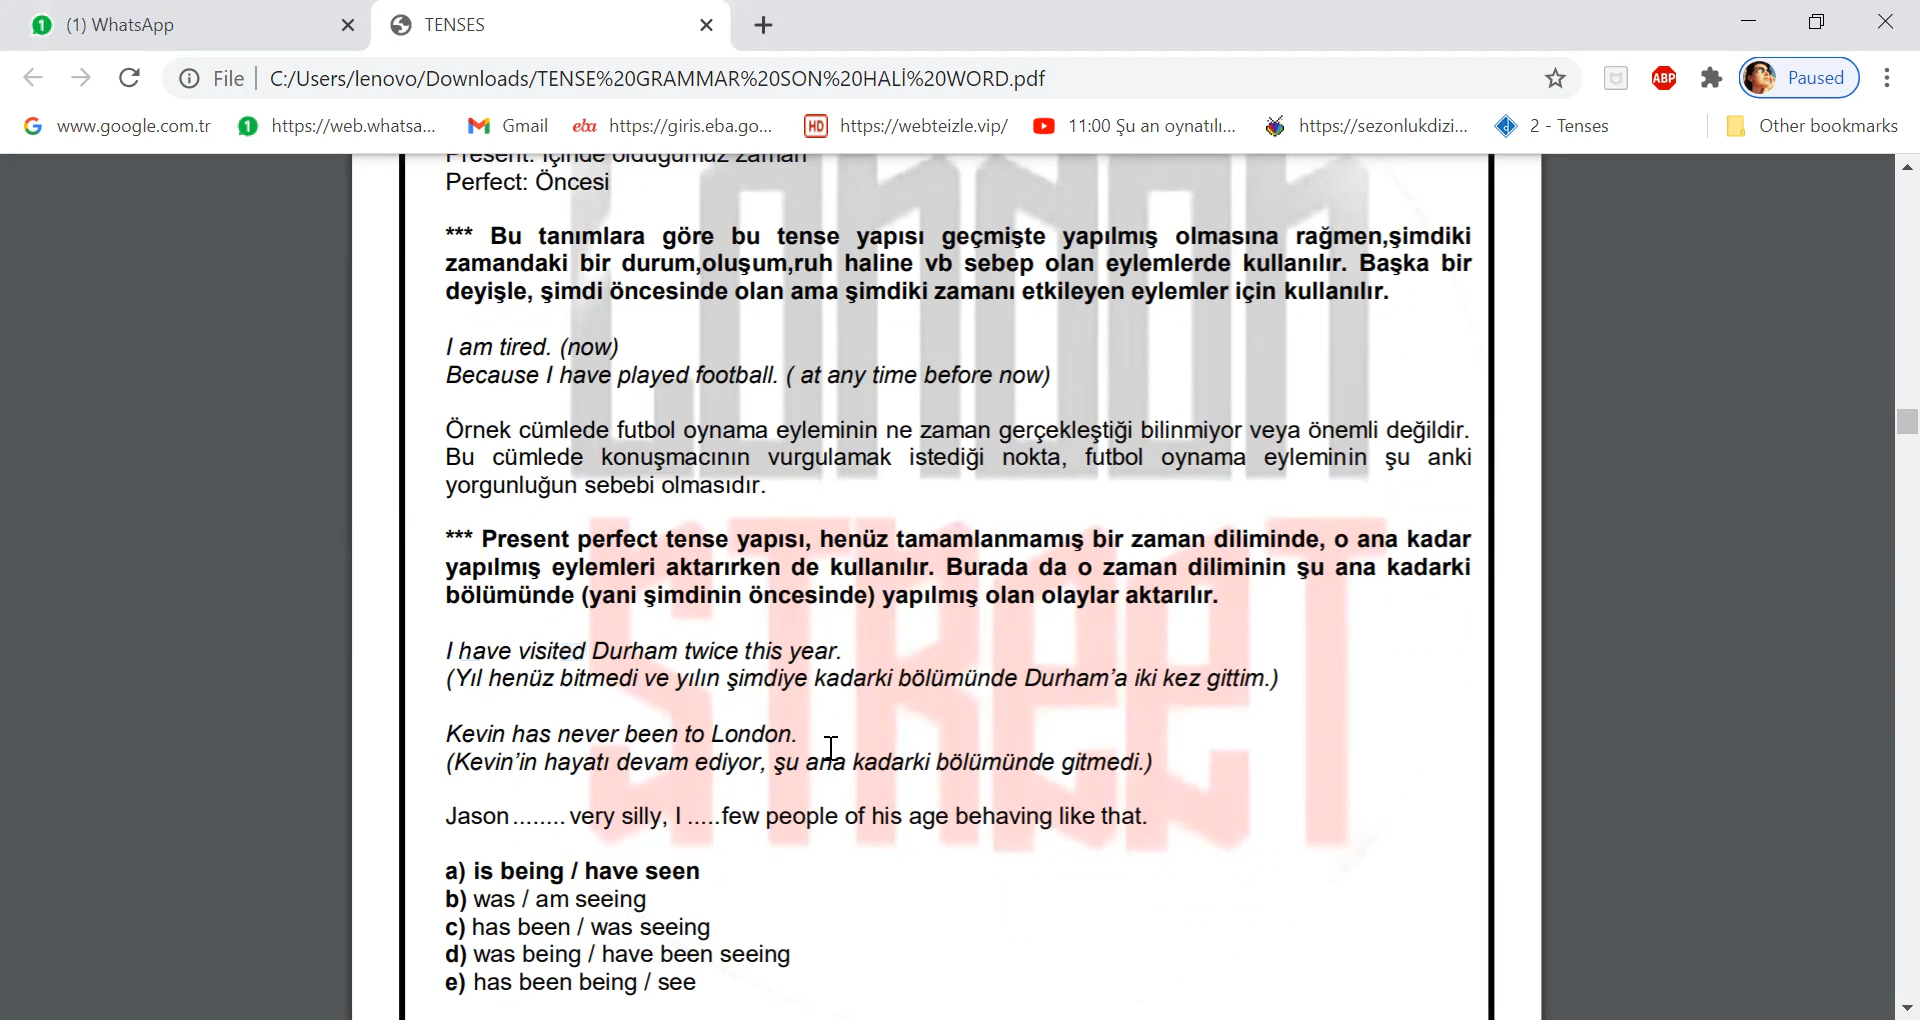 (1) WhatsApp
TENSES
File
C:/Users/lenovo/Downloads/TENSE%20GRAMMAR%20SON%20HALİ%20WORD.pdf
ABP
Paused
www.google.com.tr
1
https://web.whatsa...
Gmail
eba
https://giris.eba.go...
HD
https://webteizle.vip/
11:00 Şu an oynatılı...
https://sezonlukdizi...
2 - Tenses
Other bookmarks
Present: İçinde olduğumuz zaman
Perfect: Öncesi
*** Bu tanımlara göre bu tense yapısı geçmişte yapılmış olmasına rağmen,şimdiki
zamandaki bir durum,oluşum,ruh haline vb sebep olan eylemlerde kullanılır. Başka bir
deyişle, şimdi öncesinde olan ama şimdiki zamanı etkileyen eylemler için kullanılır.
I am tired. (now)
Because I have played football. ( at any time before now)
Örnek cümlede futbol oynama eyleminin ne zaman gerçekleştiği bilinmiyor veya önemli değildir.
Bu cümlede konuşmacının vurgulamak istediği nokta, futbol oynama eyleminin şu anki
yorgunluğun sebebi olmasıdır.
*** Present perfect tense yapısı, henüz tamamlanmamış bir zaman diliminde, o ana kadar
yapılmış eylemleri aktarırken de kullanılır. Burada da o zaman diliminin şu ana kadarki
bölümünde (yani şimdinin öncesinde) yapılmış olan olaylar aktarılır.
I have visited Durham twice this year.
(Yıl henüz bitmedi ve yılın şimdiye kadarki bölümünde Durham’a iki kez gittim.)
Kevin has never been to London.
(Kevin’in hayatı devam ediyor, şu ana kadarki bölümünde gitmedi.)
Jason........ very silly, I .....few people of his age behaving like that.
a) is being / have seen
b) was / am seeing
c) has been / was seeing
d) was being / have been seeing
e) has been being / see
LONDON
STREET